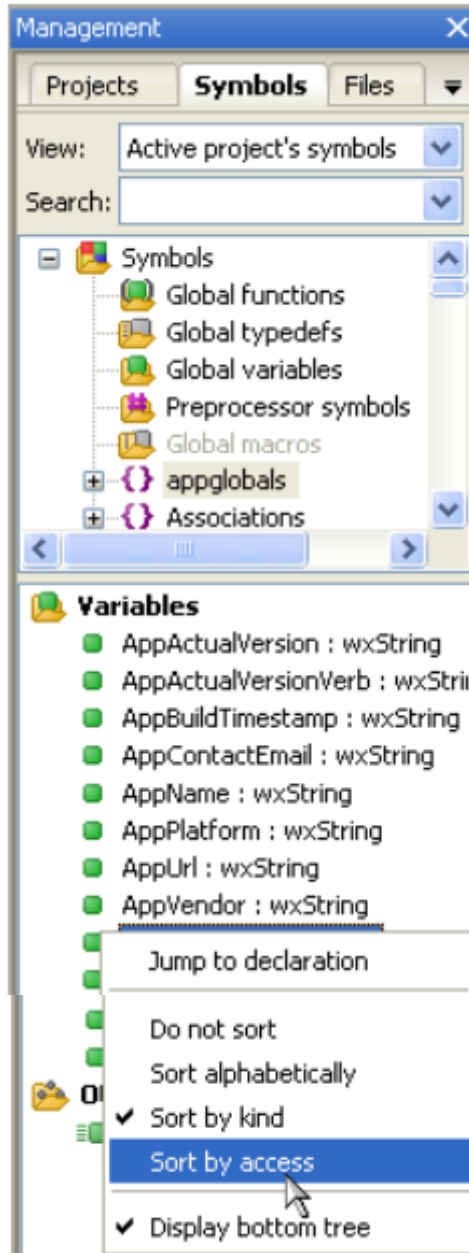 Management
Projects Symbols Files
View: Active project's symbols
Search:
Symbols
Global functions
Global typedefs
Global variables
Preprocessor symbols
Global macros
appglobals
Associations
Variables
AppActualVersion : wxString
AppActualVersionVerb : wxStri
AppBuildTimestamp : wxString
AppContactEmail : wxString
AppName : wxString
AppPlatform : wxString
AppUrl : wxString
AppVendor : wxString
Jump to declaration
Do not sort
Sort alphabetically
Sort by kind
Sort by access
Display bottom tree